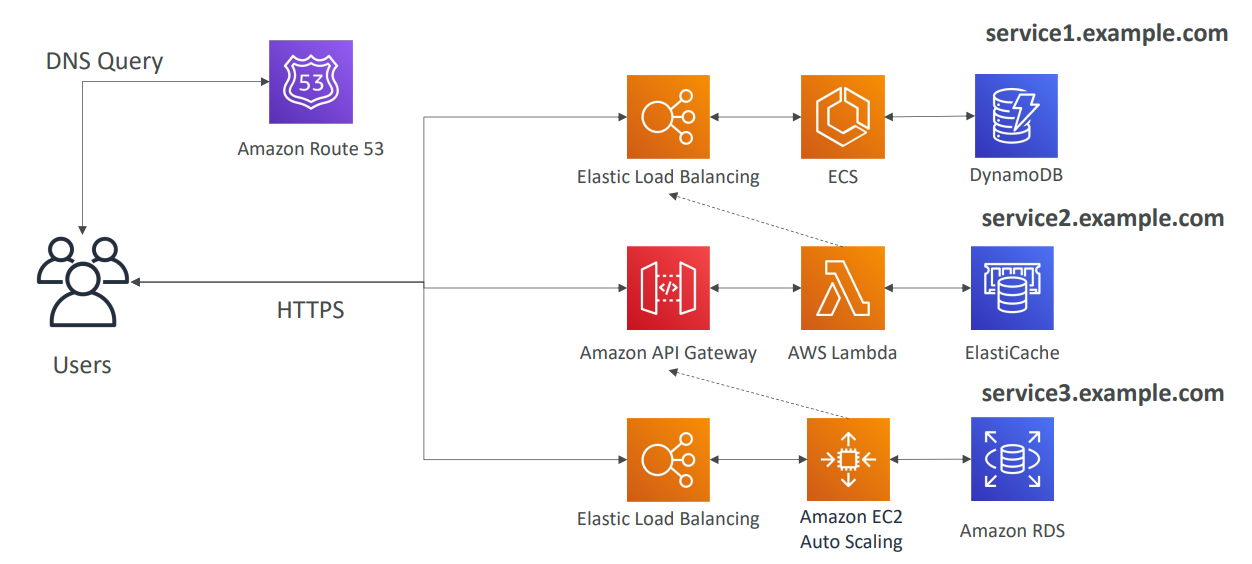 service1.example.com
DNS Query
53
Amazon Route 53
Elastic Load Balancing
ECS
DynamoDB
service2.example.com
Users
HTTPS
</>
Amazon API Gateway
AWS Lambda
ElastiCache
service3.example.com
Elastic Load Balancing
Amazon EC2
Auto Scaling
Amazon RDS